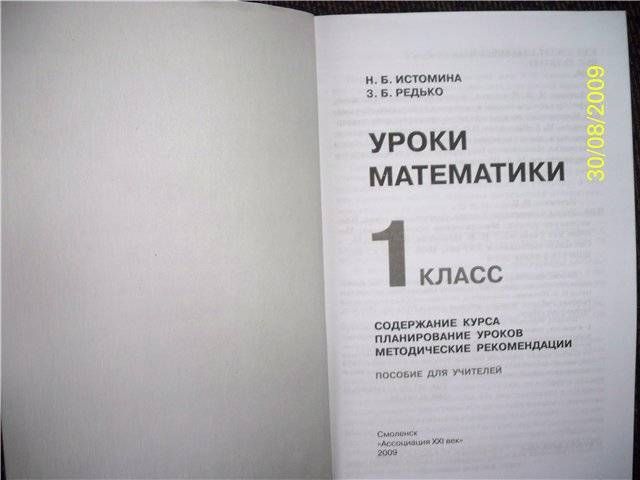 Н. Б. ИСТОМИНА
З. Б. РЕДЬКО
УРОКИ
МАТЕМАТИКИ
1 КЛАСС
СОДЕРЖАНИЕ КУРСА
ПЛАНИРОВАНИЕ УРОКОВ
МЕТОДИЧЕСКИЕ РЕКОМЕНДАЦИИ
ПОСОБИЕ ДЛЯ УЧИТЕЛЕЙ
Смоленск
«Ассоциация XXI век»
2009
30/08/2009